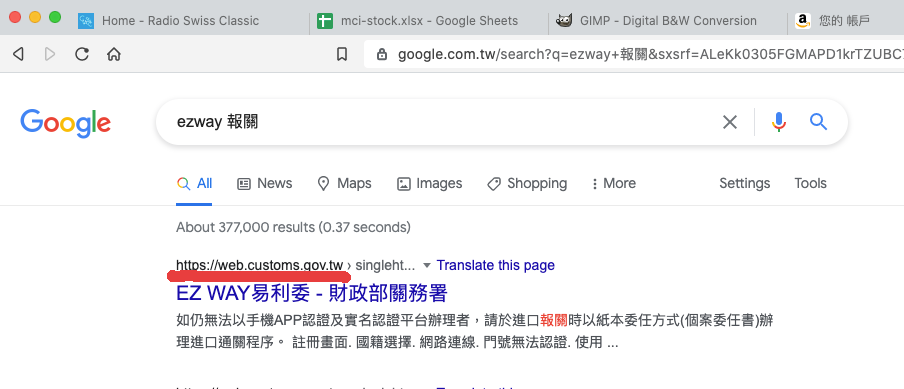 Home - Radio Swiss Classic
mci-stock.xlsx - Google Sheets
GIMP - Digital B&W Conversion
您的 帳戶
google.com.tw/search?q=ezway+報關&sxsrf=ALeKk0305FGMAPD1krTZUBC
Google
ezway 報關
All News Maps Images Shopping More Settings Tools
About 377,000 results (0.37 seconds)
https://web.customs.gov.tw › singleht... Translate this page
EZ WAY易利委 - 財政部關務署
如仍無法以手機APP認證及實名認證平台辦理者，請於進口報關時以紙本委任方式(個案委任書)辦
理進口通關程序。 註冊畫面. 國籍選擇. 網路連線. 門號無法認證. 使用 ...